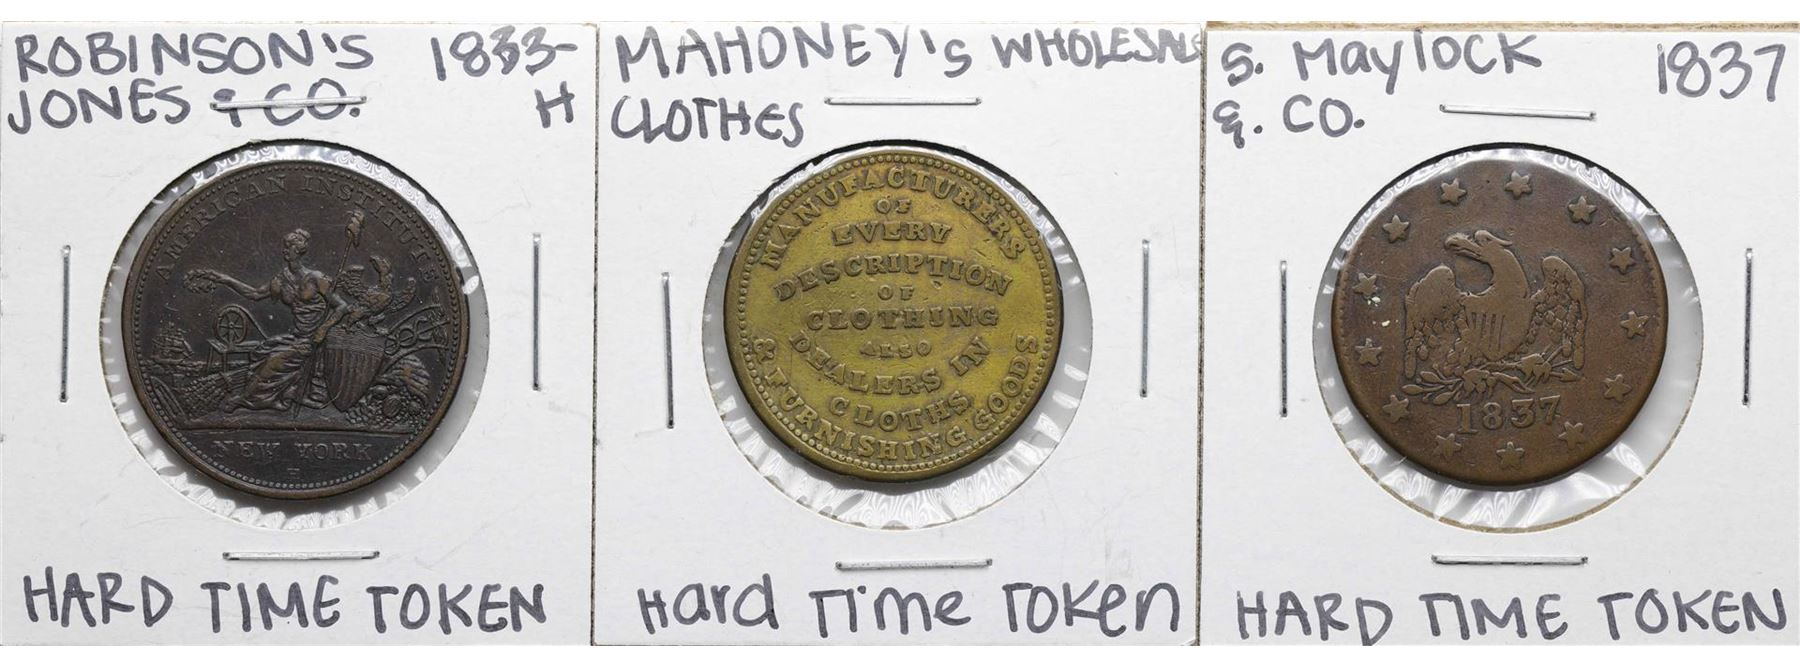 ROBINSON'S 1833-
JONES & CO. H
AMERICAN INSTITUTE
NEW YORK
H
HARD TIME TOKEN
MAHONEY'S WHOLESALE
CLOTHES
MANUFACTURERS
OF
EVERY
DESCRIPTION
OF
CLOTHING
ALSO
DEALERS IN
CLOTHS
& FURNISHING GOODS
Hard Time Token
S. Maylock 1837
&. CO.
1837
HARD TIME TOKEN